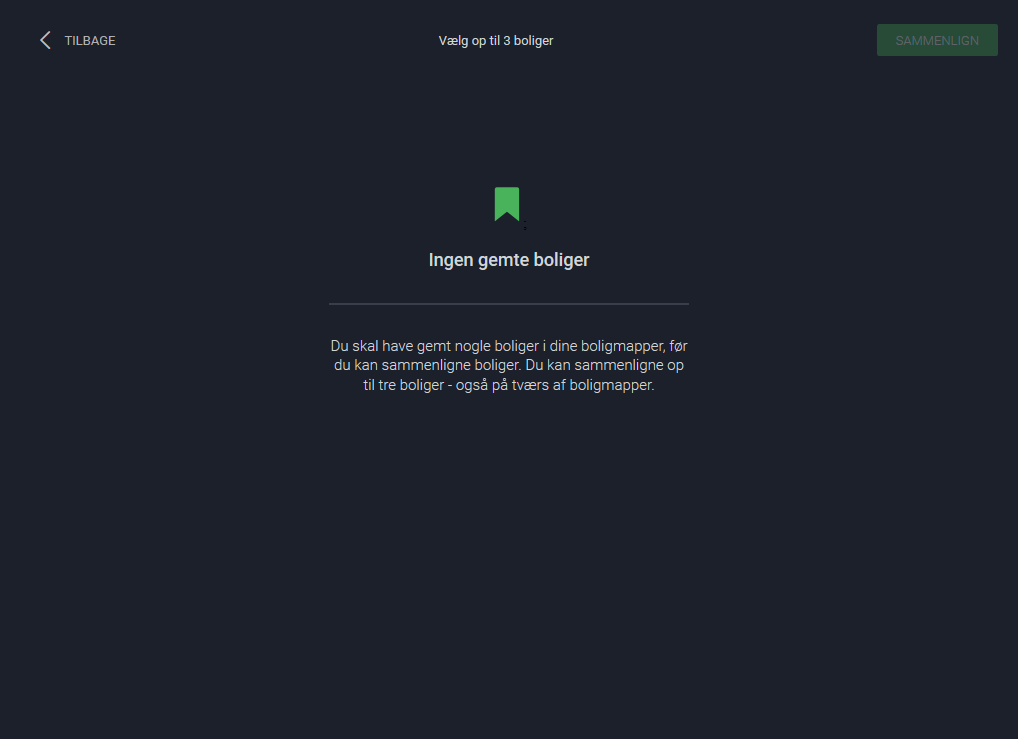 TILBAGE
Vælg op til 3 boliger
SAMMENLIGN
Ingen gemte boliger
Du skal have gemt nogle boliger i dine boligmapper, før
du kan sammenligne boliger. Du kan sammenligne op
til tre boliger - også på tværs af boligmapper.